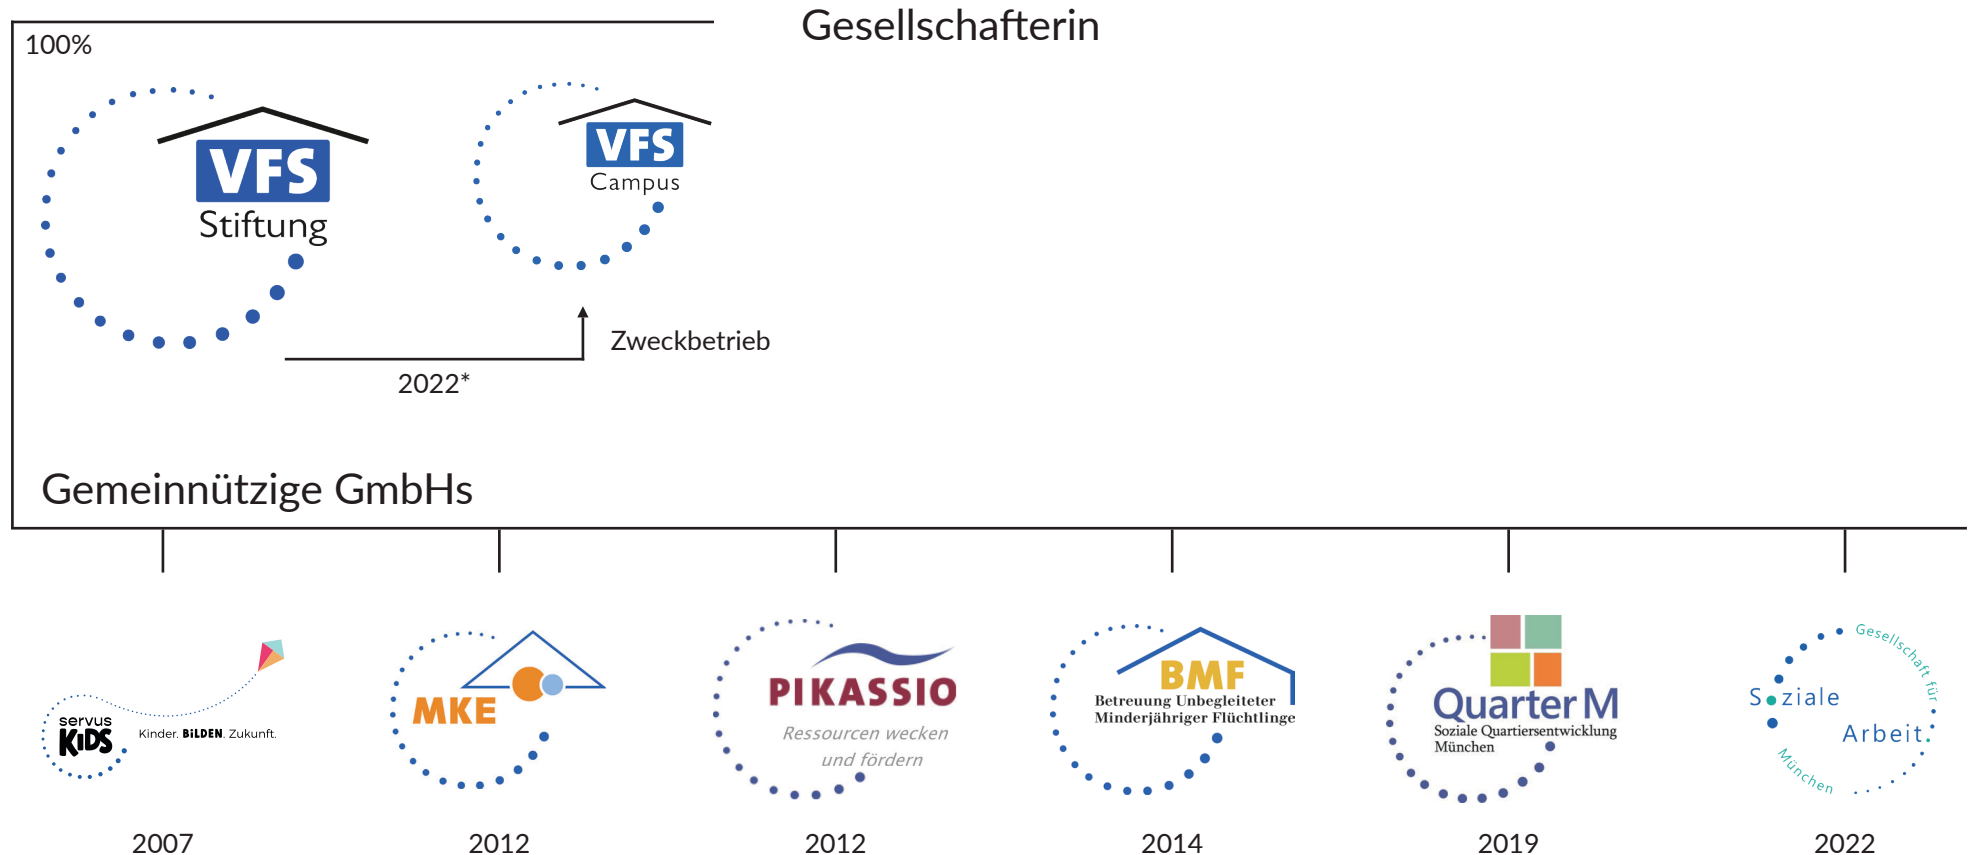 Gesellschafterin
100%
VFS
Stiftung
VFS
Campus
Zweckbetrieb
2022*
Gemeinnützige GmbHs
servus
KiDS
Kinder. BiLDEN. Zukunft.
2007
MKE
2012
PIKASSIO
Ressourcen wecken
und fördern
2012
BMF
Betreuung Unbegleiteter
Minderjähriger Flüchtlinge
2014
Quarter M
Soziale Quartiersentwicklung
München
2019
Gesellschaft für
Soziale
Arbeit.
München
2022